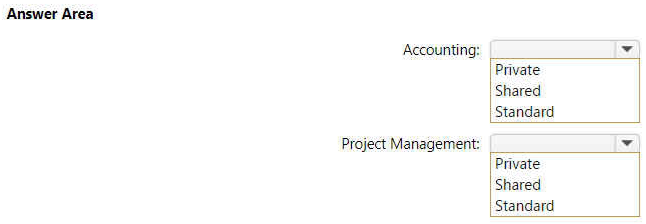 Answer Area
Accounting:
Private
Shared
Standard
Project Management:
Private
Shared
Standard